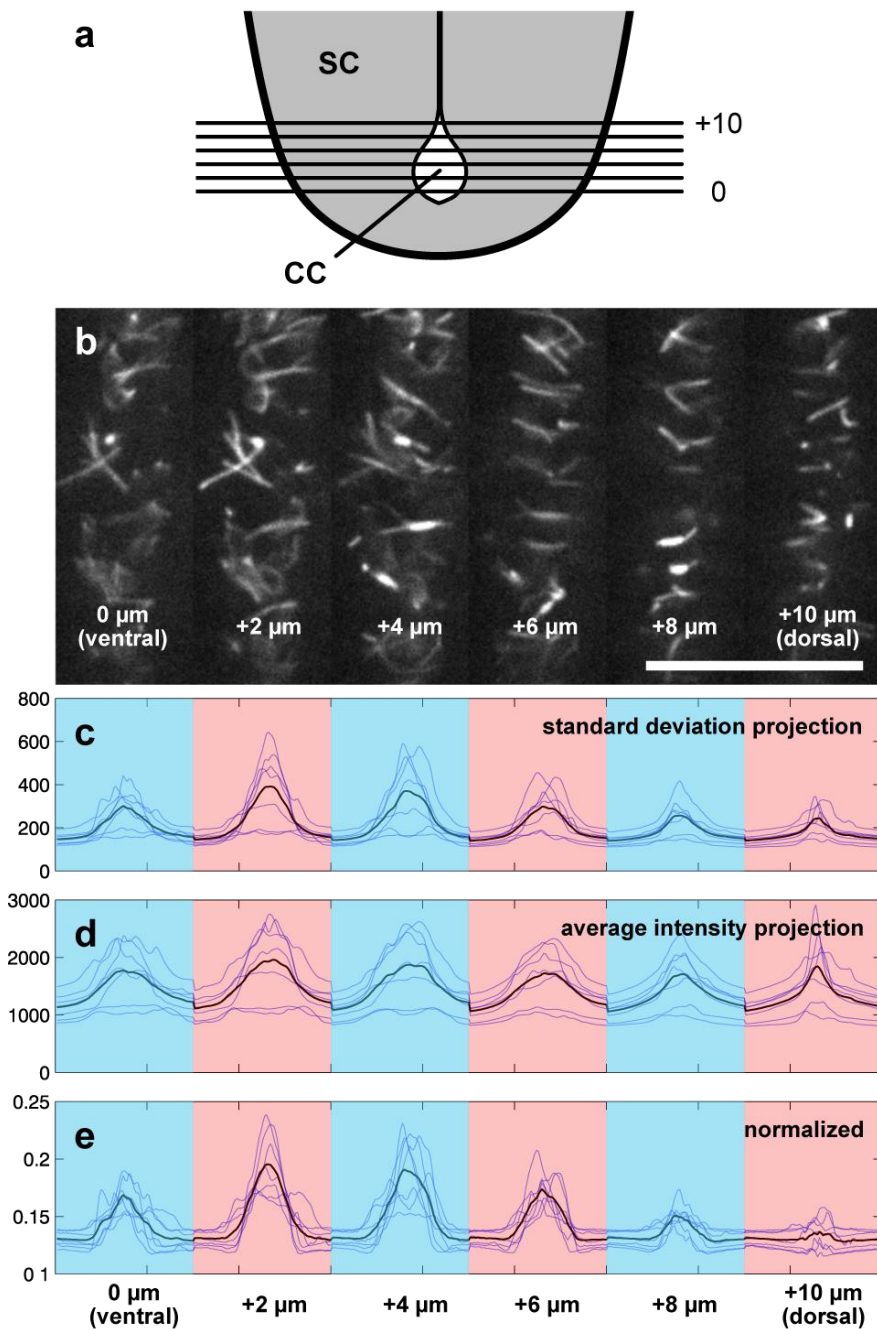 a
SC
+10
0
CC
b
0 µm
(ventral)
+2 µm
+4 µm
+6 µm
+8 µm
+10 µm
(dorsal)
800
c
standard deviation projection
600
400
200
0
3000
d
average intensity projection
2000
1000
0
0.25
e
normalized
0.2
0.15
0 1
0 µm
(ventral)
+2 µm
+4 µm
+6 µm
+8 µm
+10 µm
(dorsal)